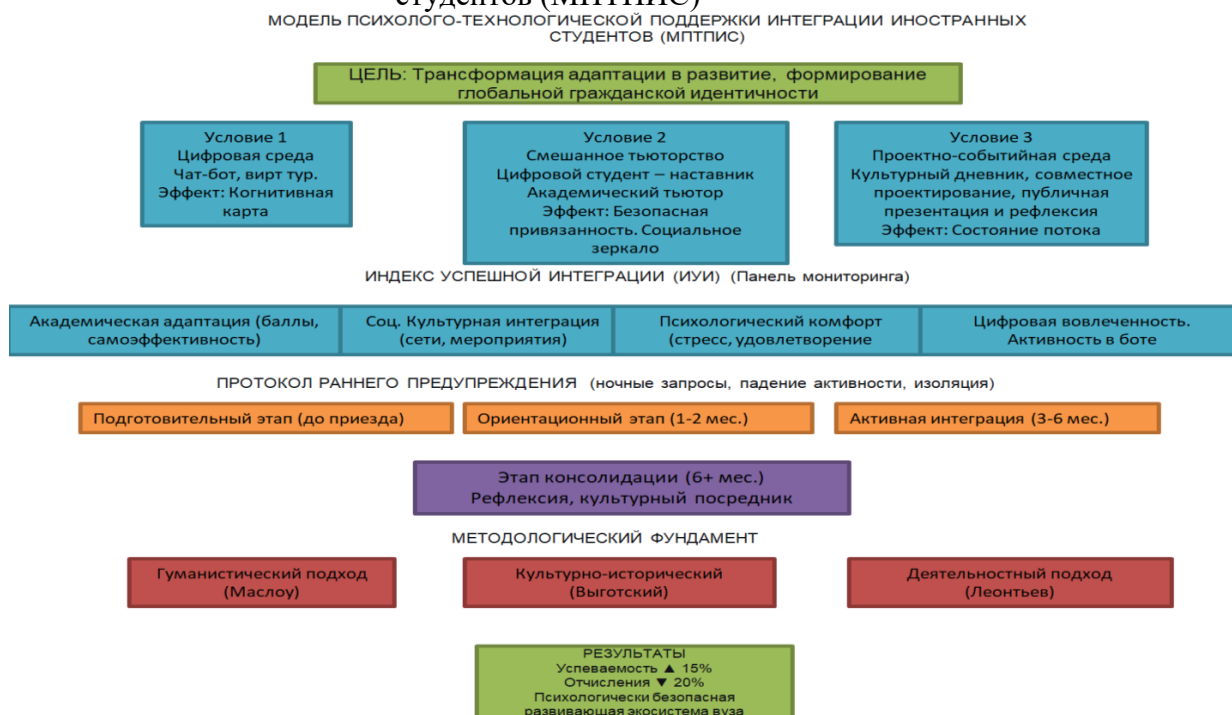 студентов (МПТПИС)
МОДЕЛЬ ПСИХОЛОГО-ТЕХНОЛОГИЧЕСКОЙ ПОДДЕРЖКИ ИНТЕГРАЦИИ ИНОСТРАННЫХ
СТУДЕНТОВ (МПТПИС)
ЦЕЛЬ: Трансформация адаптации в развитие, формирование
глобальной гражданской идентичности
Условие 1
Цифровая среда
Чат-бот, вирт тур.
Эффект: Когнитивная
карта
Условие 2
Смешанное тьюторство
Цифровой студент – наставник
Академический тьютор
Эффект: Безопасная
привязанность. Социальное
зеркало
Условие 3
Проектно-событийная среда
Культурный дневник, совместное
проектирование, публичная
презентация и рефлексия
Эффект: Состояние потока
ИНДЕКС УСПЕШНОЙ ИНТЕГРАЦИИ (ИУИ) (Панель мониторинга)
Академическая адаптация (баллы,
самоэффективность)
Соц. Культурная интеграция
(сети, мероприятия)
Психологический комфорт
(стресс, удовлетворение
Цифровая вовлеченность.
Активность в боте
ПРОТОКОЛ РАННЕГО ПРЕДУПРЕЖДЕНИЯ (ночные запросы, падение активности, изоляция)
Подготовительный этап (до приезда)
Ориентационный этап (1-2 мес.)
Активная интеграция (3-6 мес.)
Этап консолидации (6+ мес.)
Рефлексия, культурный посредник
МЕТОДОЛОГИЧЕСКИЙ ФУНДАМЕНТ
Гуманистический подход
(Маслоу)
Культурно-исторический
(Выготский)
Деятельностный подход
(Леонтьев)
РЕЗУЛЬТАТЫ
Успеваемость ▲ 15%
Отчисления ▼ 20%
Психологически безопасная
развивающая экосистема вуза